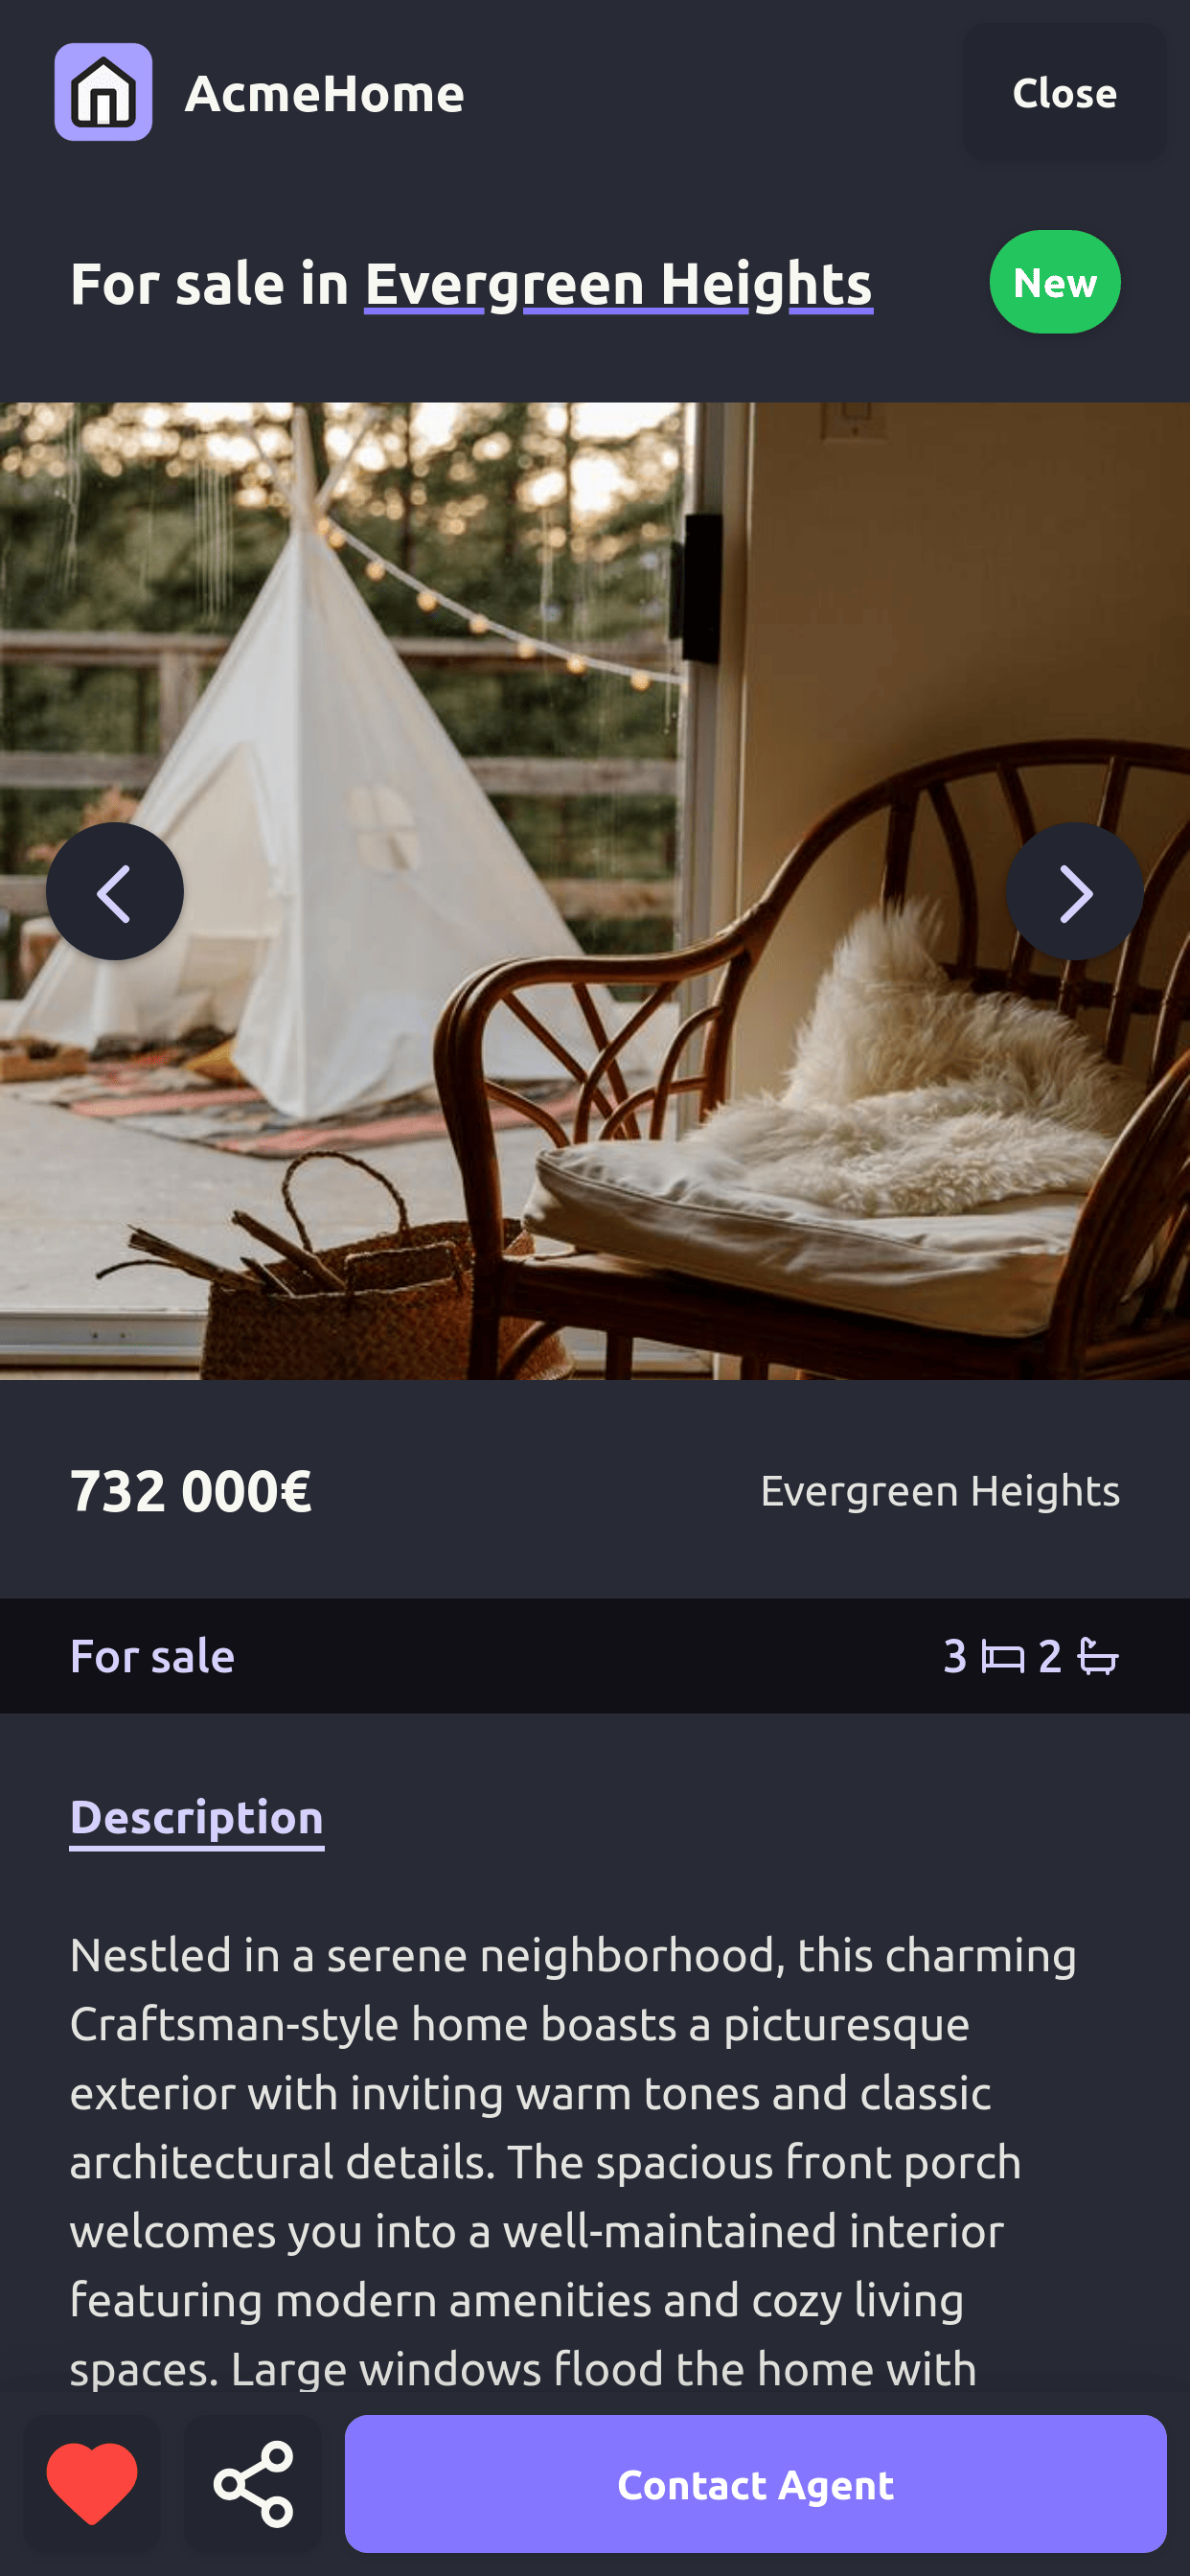 AcmeHome
Close
For sale in Evergreen Heights
New
732 000€
Evergreen Heights
For sale
3 2
Description
Nestled in a serene neighborhood, this charming
Craftsman-style home boasts a picturesque
exterior with inviting warm tones and classic
architectural details. The spacious front porch
welcomes you into a well-maintained interior
featuring modern amenities and cozy living
spaces. Large windows flood the home with
Contact Agent